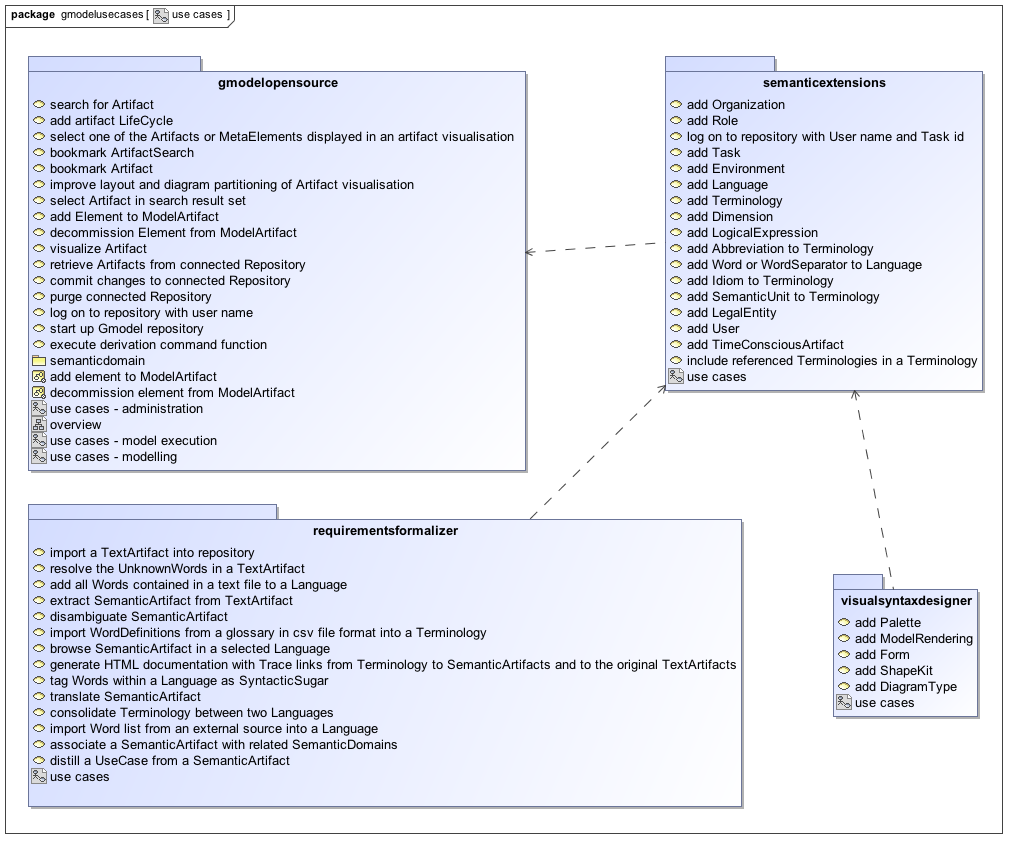 package gmodelusecases [ use cases ]
gmodelopensource
search for Artifact
add artifact LifeCycle
select one of the Artifacts or MetaElements displayed in an artifact visualisation
bookmark ArtifactSearch
bookmark Artifact
improve layout and diagram partitioning of Artifact visualisation
select Artifact in search result set
add Element to ModelArtifact
decommission Element from ModelArtifact
visualize Artifact
retrieve Artifacts from connected Repository
commit changes to connected Repository
purge connected Repository
log on to repository with user name
start up Gmodel repository
execute derivation command function
semanticdomain
add element to ModelArtifact
decommission element from ModelArtifact
use cases - administration
overview
use cases - model execution
use cases - modelling
semanticextensions
add Organization
add Role
log on to repository with User name and Task id
add Task
add Environment
add Language
add Terminology
add Dimension
add LogicalExpression
add Abbreviation to Terminology
add Word or WordSeparator to Language
add Idiom to Terminology
add SemanticUnit to Terminology
add LegalEntity
add User
add TimeConsciousArtifact
include referenced Terminologies in a Terminology
use cases
requirementsformalizer
import a TextArtifact into repository
resolve the UnknownWords in a TextArtifact
add all Words contained in a text file to a Language
extract SemanticArtifact from TextArtifact
disambiguate SemanticArtifact
import WordDefinitions from a glossary in csv file format into a Terminology
browse SemanticArtifact in a selected Language
generate HTML documentation with Trace links from Terminology to SemanticArtifacts and to the original TextArtifacts
tag Words within a Language as SyntacticSugar
translate SemanticArtifact
consolidate Terminology between two Languages
import Word list from an external source into a Language
associate a SemanticArtifact with related SemanticDomains
distill a UseCase from a SemanticArtifact
use cases
visualsyntaxdesigner
add Palette
add ModelRendering
add Form
add ShapeKit
add DiagramType
use cases